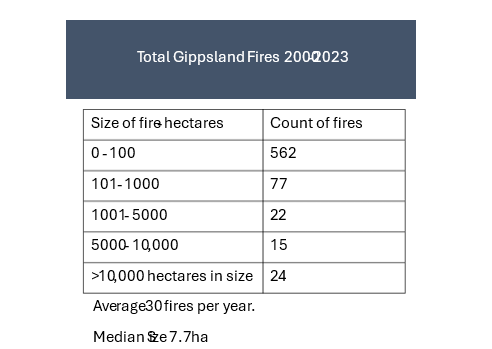 Total Gippsland Fires 2000-2023
Size of fire-hectares Count of fires
0-100 562
101-1000 77
1001-5000 22
5000-10,000 15
>10,000 hectares in size 24
Average 30 fires per year.
Median Size 7.7ha